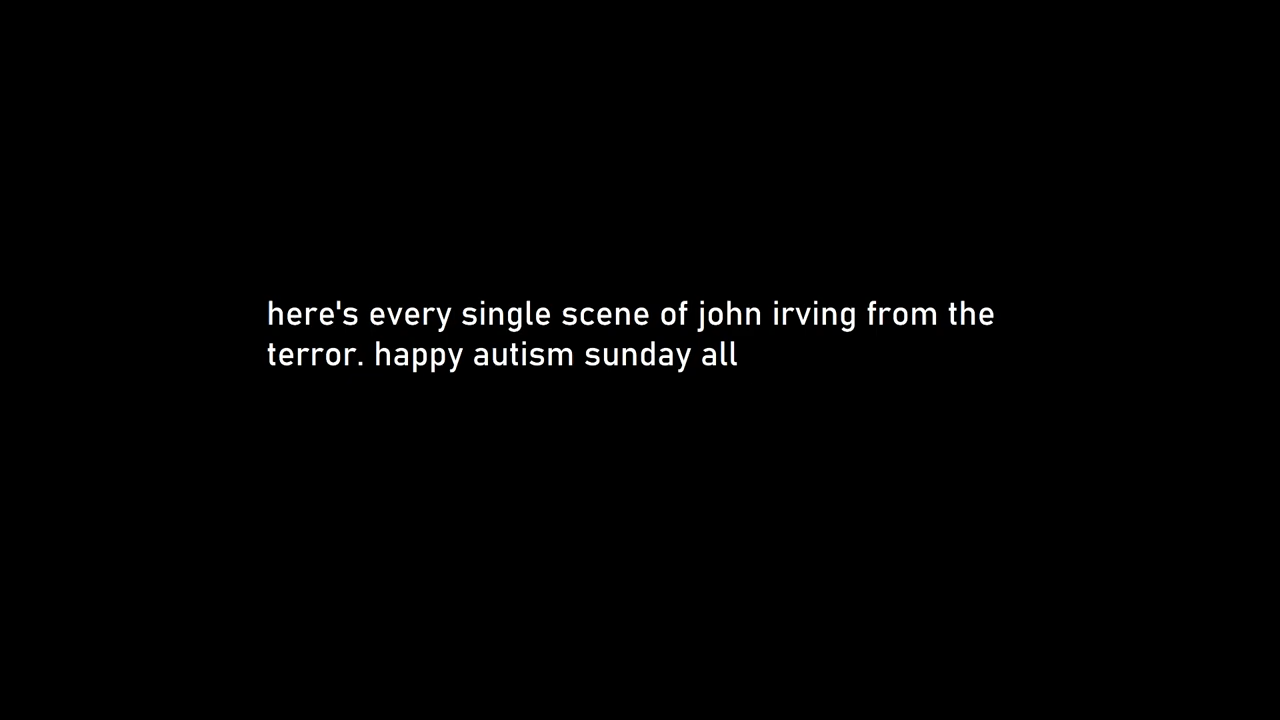 here's every single scene of john irving from the
terror. happy autism sunday all